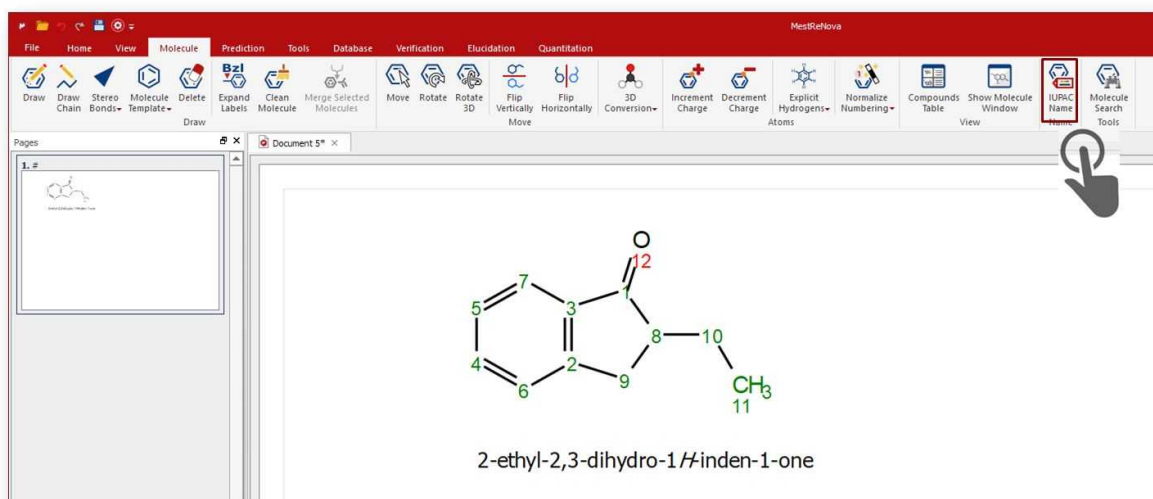 MestReNova
File Home View Molecule Prediction Tools Database Verification Elucidation Quantitation
Bzl
Draw Draw Chain Stereo Bonds Molecule Template Delete Expand Labels Clean Molecule Merge Selected Molecules Move Rotate Rotate 3D Flip Vertically Flip Horizontally 3D Conversion Increment Charge Decrement Charge Explicit Hydrogens Normalize Numbering Compounds Table Show Molecule Window IUPAC Name Molecule Search
Draw Move Atoms View Name Tools
Pages Document 5*
1. #
O
12
7
1
5 3
8 10
4 2
9
6
CH3
11
2-ethyl-2,3-dihydro-1H-inden-1-one